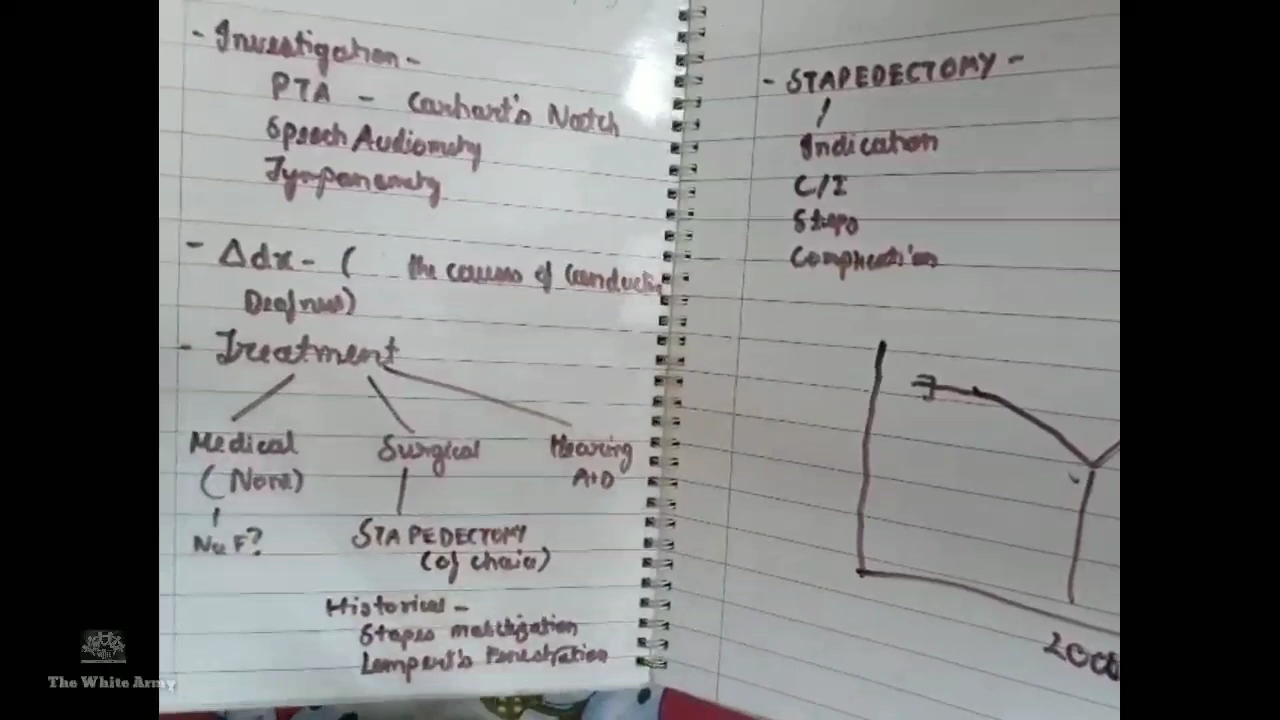 - Investigation -
PTA - Carhart's Notch
Speech Audiometry
Tympanometry
- Δdx - ( the causes of Conductive
Deafness)
- Treatment
Medical Surgical Hearing
(None) AID
NaF? STAPEDECTOMY
(of choice)
Historical -
Stapes mobilization
Lempert's Fenestration
- STAPEDECTOMY -
Indication
C/I
Steps
Complication
2000
The White Army